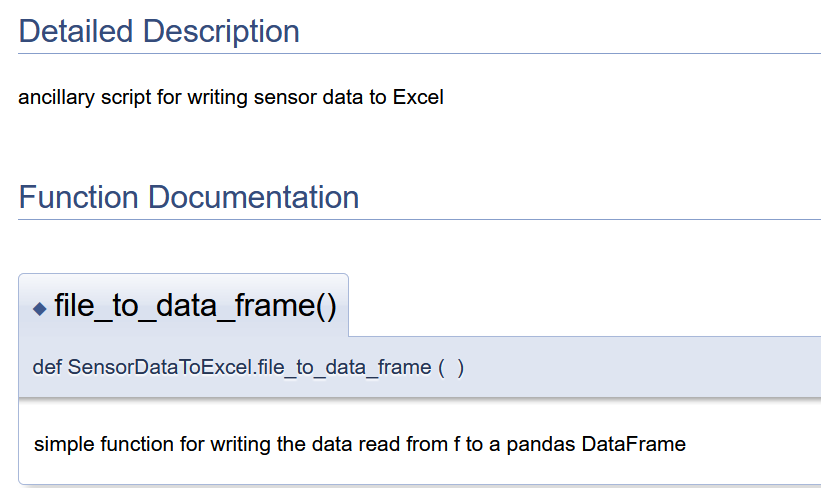 Detailed Description
ancillary script for writing sensor data to Excel
Function Documentation
◆ file_to_data_frame()
def SensorDataToExcel.file_to_data_frame ( )
simple function for writing the data read from f to a pandas DataFrame